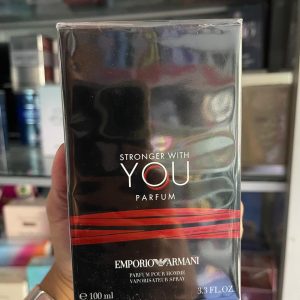 STRONGER WITH
YOU
PARFUM
EMPORIO ARMANI
PARFUM POUR HOMME
VAPORISATEUR SPRAY
e 100 ml 3.3 FL.OZ